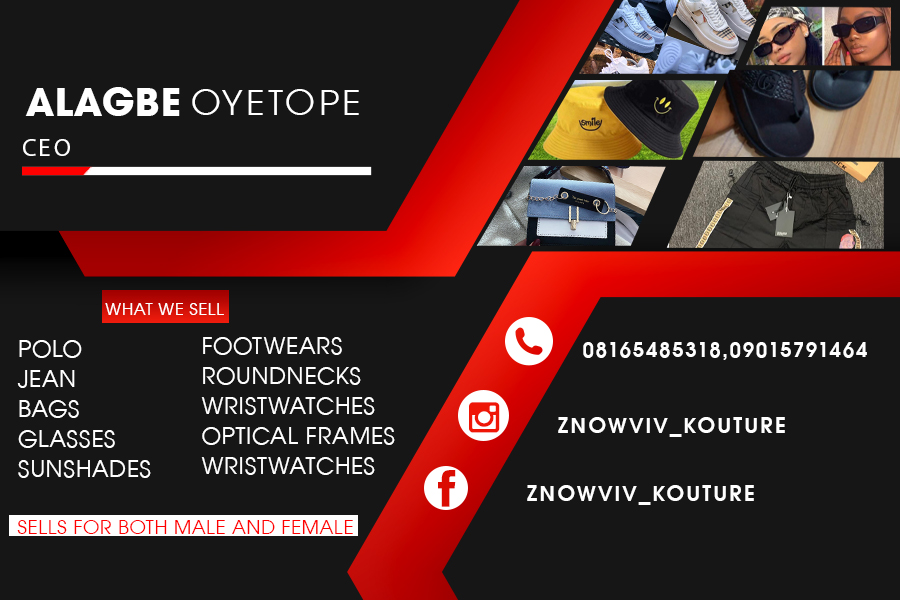 ALAGBE OYETOPE
CEO
smile
WHAT WE SELL
POLO
JEAN
BAGS
GLASSES
SUNSHADES
FOOTWEARS
ROUNDNECKS
WRISTWATCHES
OPTICAL FRAMES
WRISTWATCHES
SELLS FOR BOTH MALE AND FEMALE
08165485318,09015791464
ZNOWVIV_KOUTURE
ZNOWVIV_KOUTURE